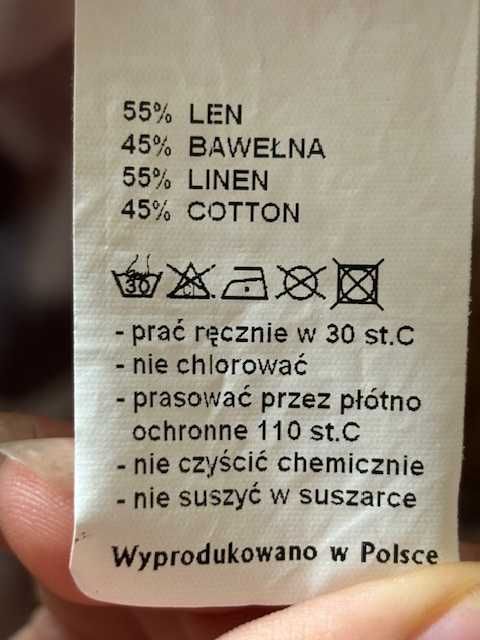 55% LEN
45% BAWEŁNA
55% LINEN
45% COTTON
30 Cl
- prać ręcznie w 30 st.C
- nie chlorować
- prasować przez płótno
ochronne 110 st.C
- nie czyścić chemicznie
- nie suszyć w suszarce
Wyprodukowano w Polsce